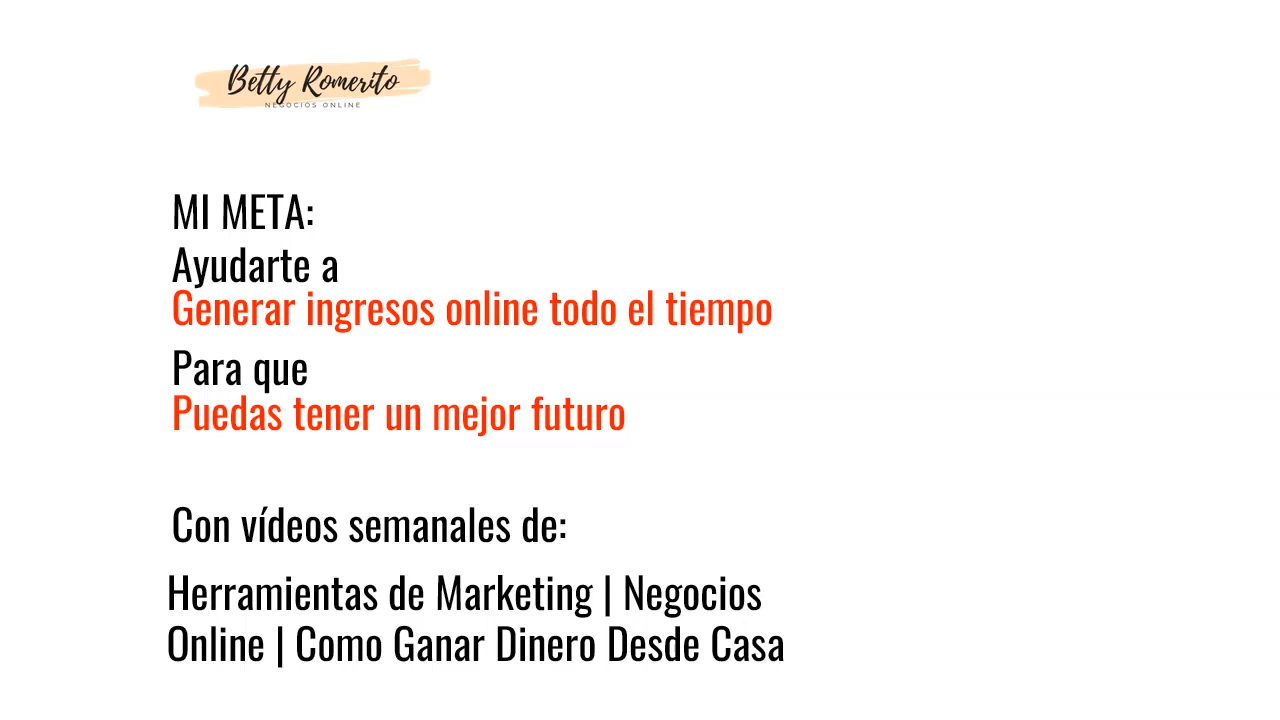 Betty Romerito
NEGOCIOS ONLINE
MI META:
Ayudarte a
Generar ingresos online todo el tiempo
Para que
Puedas tener un mejor futuro
Con vídeos semanales de:
Herramientas de Marketing | Negocios
Online | Como Ganar Dinero Desde Casa